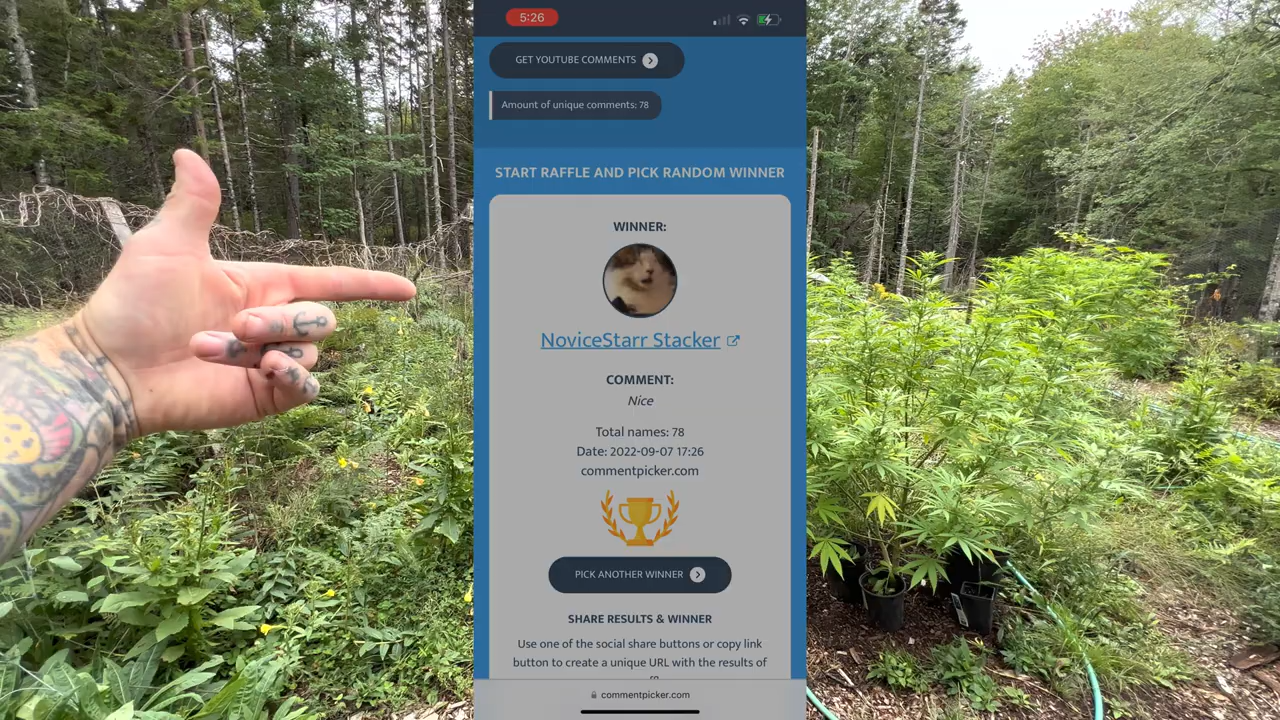 5:26
GET YOUTUBE COMMENTS
Amount of unique comments: 78
START RAFFLE AND PICK RANDOM WINNER
WINNER:
NoviceStarr Stacker
COMMENT:
Nice
Total names: 78
Date: 2022-09-07 17:26
commentpicker.com
PICK ANOTHER WINNER
SHARE RESULTS & WINNER
Use one of the social share buttons or copy link
button to create a unique URL with the results of
commentpicker.com